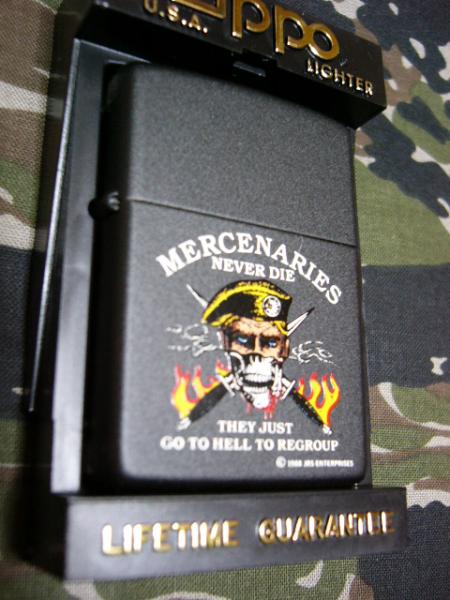 Zippo
U.S.A.
LIGHTER
MERCENARIES
NEVER DIE
THEY JUST
GO TO HELL TO REGROUP
© 1988 JRS ENTERPRISES
LIFETIME GUARANTEE